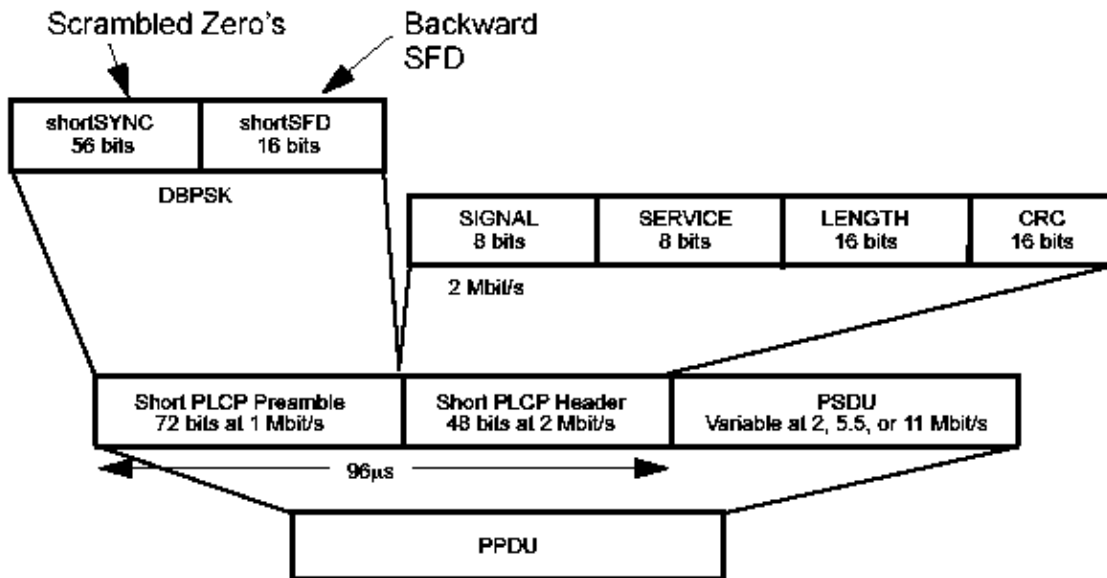 Scrambled Zero's
Backward
SFD
shortSYNC
56 bits
shortSFD
16 bits
DBPSK
SIGNAL
8 bits
SERVICE
8 bits
LENGTH
16 bits
CRC
16 bits
2 Mbit/s
Short PLCP Preamble
72 bits at 1 Mbit/s
Short PLCP Header
48 bits at 2 Mbit/s
PSDU
Variable at 2, 5.5, or 11 Mbit/s
96µs
PPDU